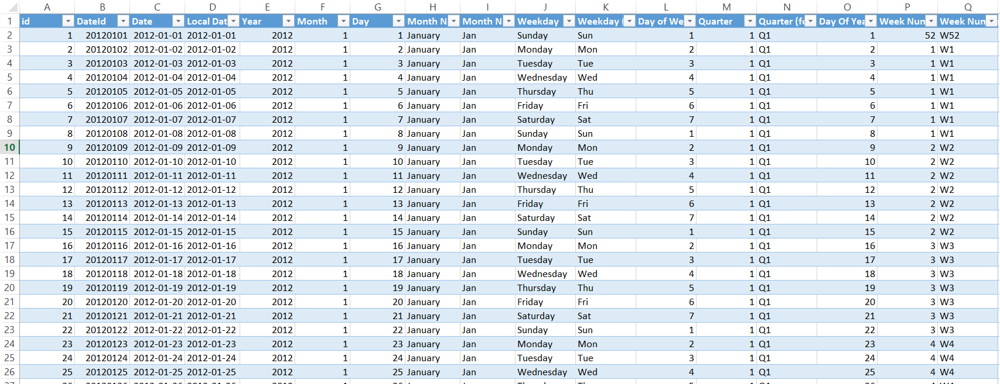 A B C D E F G H I J K L M N O P Q
1 id DateId Date Local Dat Year Month Day Month N Month N Weekday Weekday ( Day of We Quarter Quarter (fo Day Of Yea Week Num Week Num
2 1 20120101 2012-01-01 2012-01-01 2012 1 1 January Jan Sunday Sun 1 1 Q1 1 52 W52
3 2 20120102 2012-01-02 2012-01-02 2012 1 2 January Jan Monday Mon 2 1 Q1 2 1 W1
4 3 20120103 2012-01-03 2012-01-03 2012 1 3 January Jan Tuesday Tue 3 1 Q1 3 1 W1
5 4 20120104 2012-01-04 2012-01-04 2012 1 4 January Jan Wednesday Wed 4 1 Q1 4 1 W1
6 5 20120105 2012-01-05 2012-01-05 2012 1 5 January Jan Thursday Thu 5 1 Q1 5 1 W1
7 6 20120106 2012-01-06 2012-01-06 2012 1 6 January Jan Friday Fri 6 1 Q1 6 1 W1
8 7 20120107 2012-01-07 2012-01-07 2012 1 7 January Jan Saturday Sat 7 1 Q1 7 1 W1
9 8 20120108 2012-01-08 2012-01-08 2012 1 8 January Jan Sunday Sun 1 1 Q1 8 1 W1
10 9 20120109 2012-01-09 2012-01-09 2012 1 9 January Jan Monday Mon 2 1 Q1 9 2 W2
11 10 20120110 2012-01-10 2012-01-10 2012 1 10 January Jan Tuesday Tue 3 1 Q1 10 2 W2
12 11 20120111 2012-01-11 2012-01-11 2012 1 11 January Jan Wednesday Wed 4 1 Q1 11 2 W2
13 12 20120112 2012-01-12 2012-01-12 2012 1 12 January Jan Thursday Thu 5 1 Q1 12 2 W2
14 13 20120113 2012-01-13 2012-01-13 2012 1 13 January Jan Friday Fri 6 1 Q1 13 2 W2
15 14 20120114 2012-01-14 2012-01-14 2012 1 14 January Jan Saturday Sat 7 1 Q1 14 2 W2
16 15 20120115 2012-01-15 2012-01-15 2012 1 15 January Jan Sunday Sun 1 1 Q1 15 2 W2
17 16 20120116 2012-01-16 2012-01-16 2012 1 16 January Jan Monday Mon 2 1 Q1 16 3 W3
18 17 20120117 2012-01-17 2012-01-17 2012 1 17 January Jan Tuesday Tue 3 1 Q1 17 3 W3
19 18 20120118 2012-01-18 2012-01-18 2012 1 18 January Jan Wednesday Wed 4 1 Q1 18 3 W3
20 19 20120119 2012-01-19 2012-01-19 2012 1 19 January Jan Thursday Thu 5 1 Q1 19 3 W3
21 20 20120120 2012-01-20 2012-01-20 2012 1 20 January Jan Friday Fri 6 1 Q1 20 3 W3
22 21 20120121 2012-01-21 2012-01-21 2012 1 21 January Jan Saturday Sat 7 1 Q1 21 3 W3
23 22 20120122 2012-01-22 2012-01-22 2012 1 22 January Jan Sunday Sun 1 1 Q1 22 3 W3
24 23 20120123 2012-01-23 2012-01-23 2012 1 23 January Jan Monday Mon 2 1 Q1 23 4 W4
25 24 20120124 2012-01-24 2012-01-24 2012 1 24 January Jan Tuesday Tue 3 1 Q1 24 4 W4
26 25 20120125 2012-01-25 2012-01-25 2012 1 25 January Jan Wednesday Wed 4 1 Q1 25 4 W4